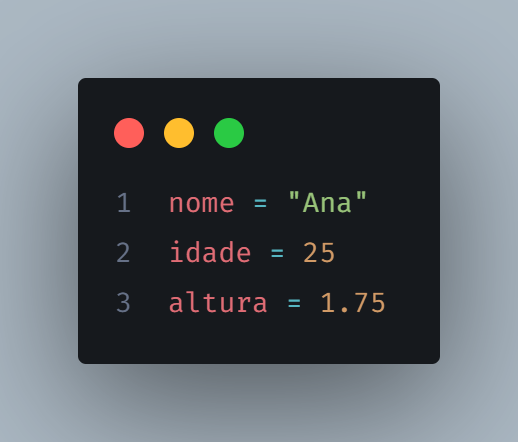 1 nome = "Ana"
2 idade = 25
3 altura = 1.75